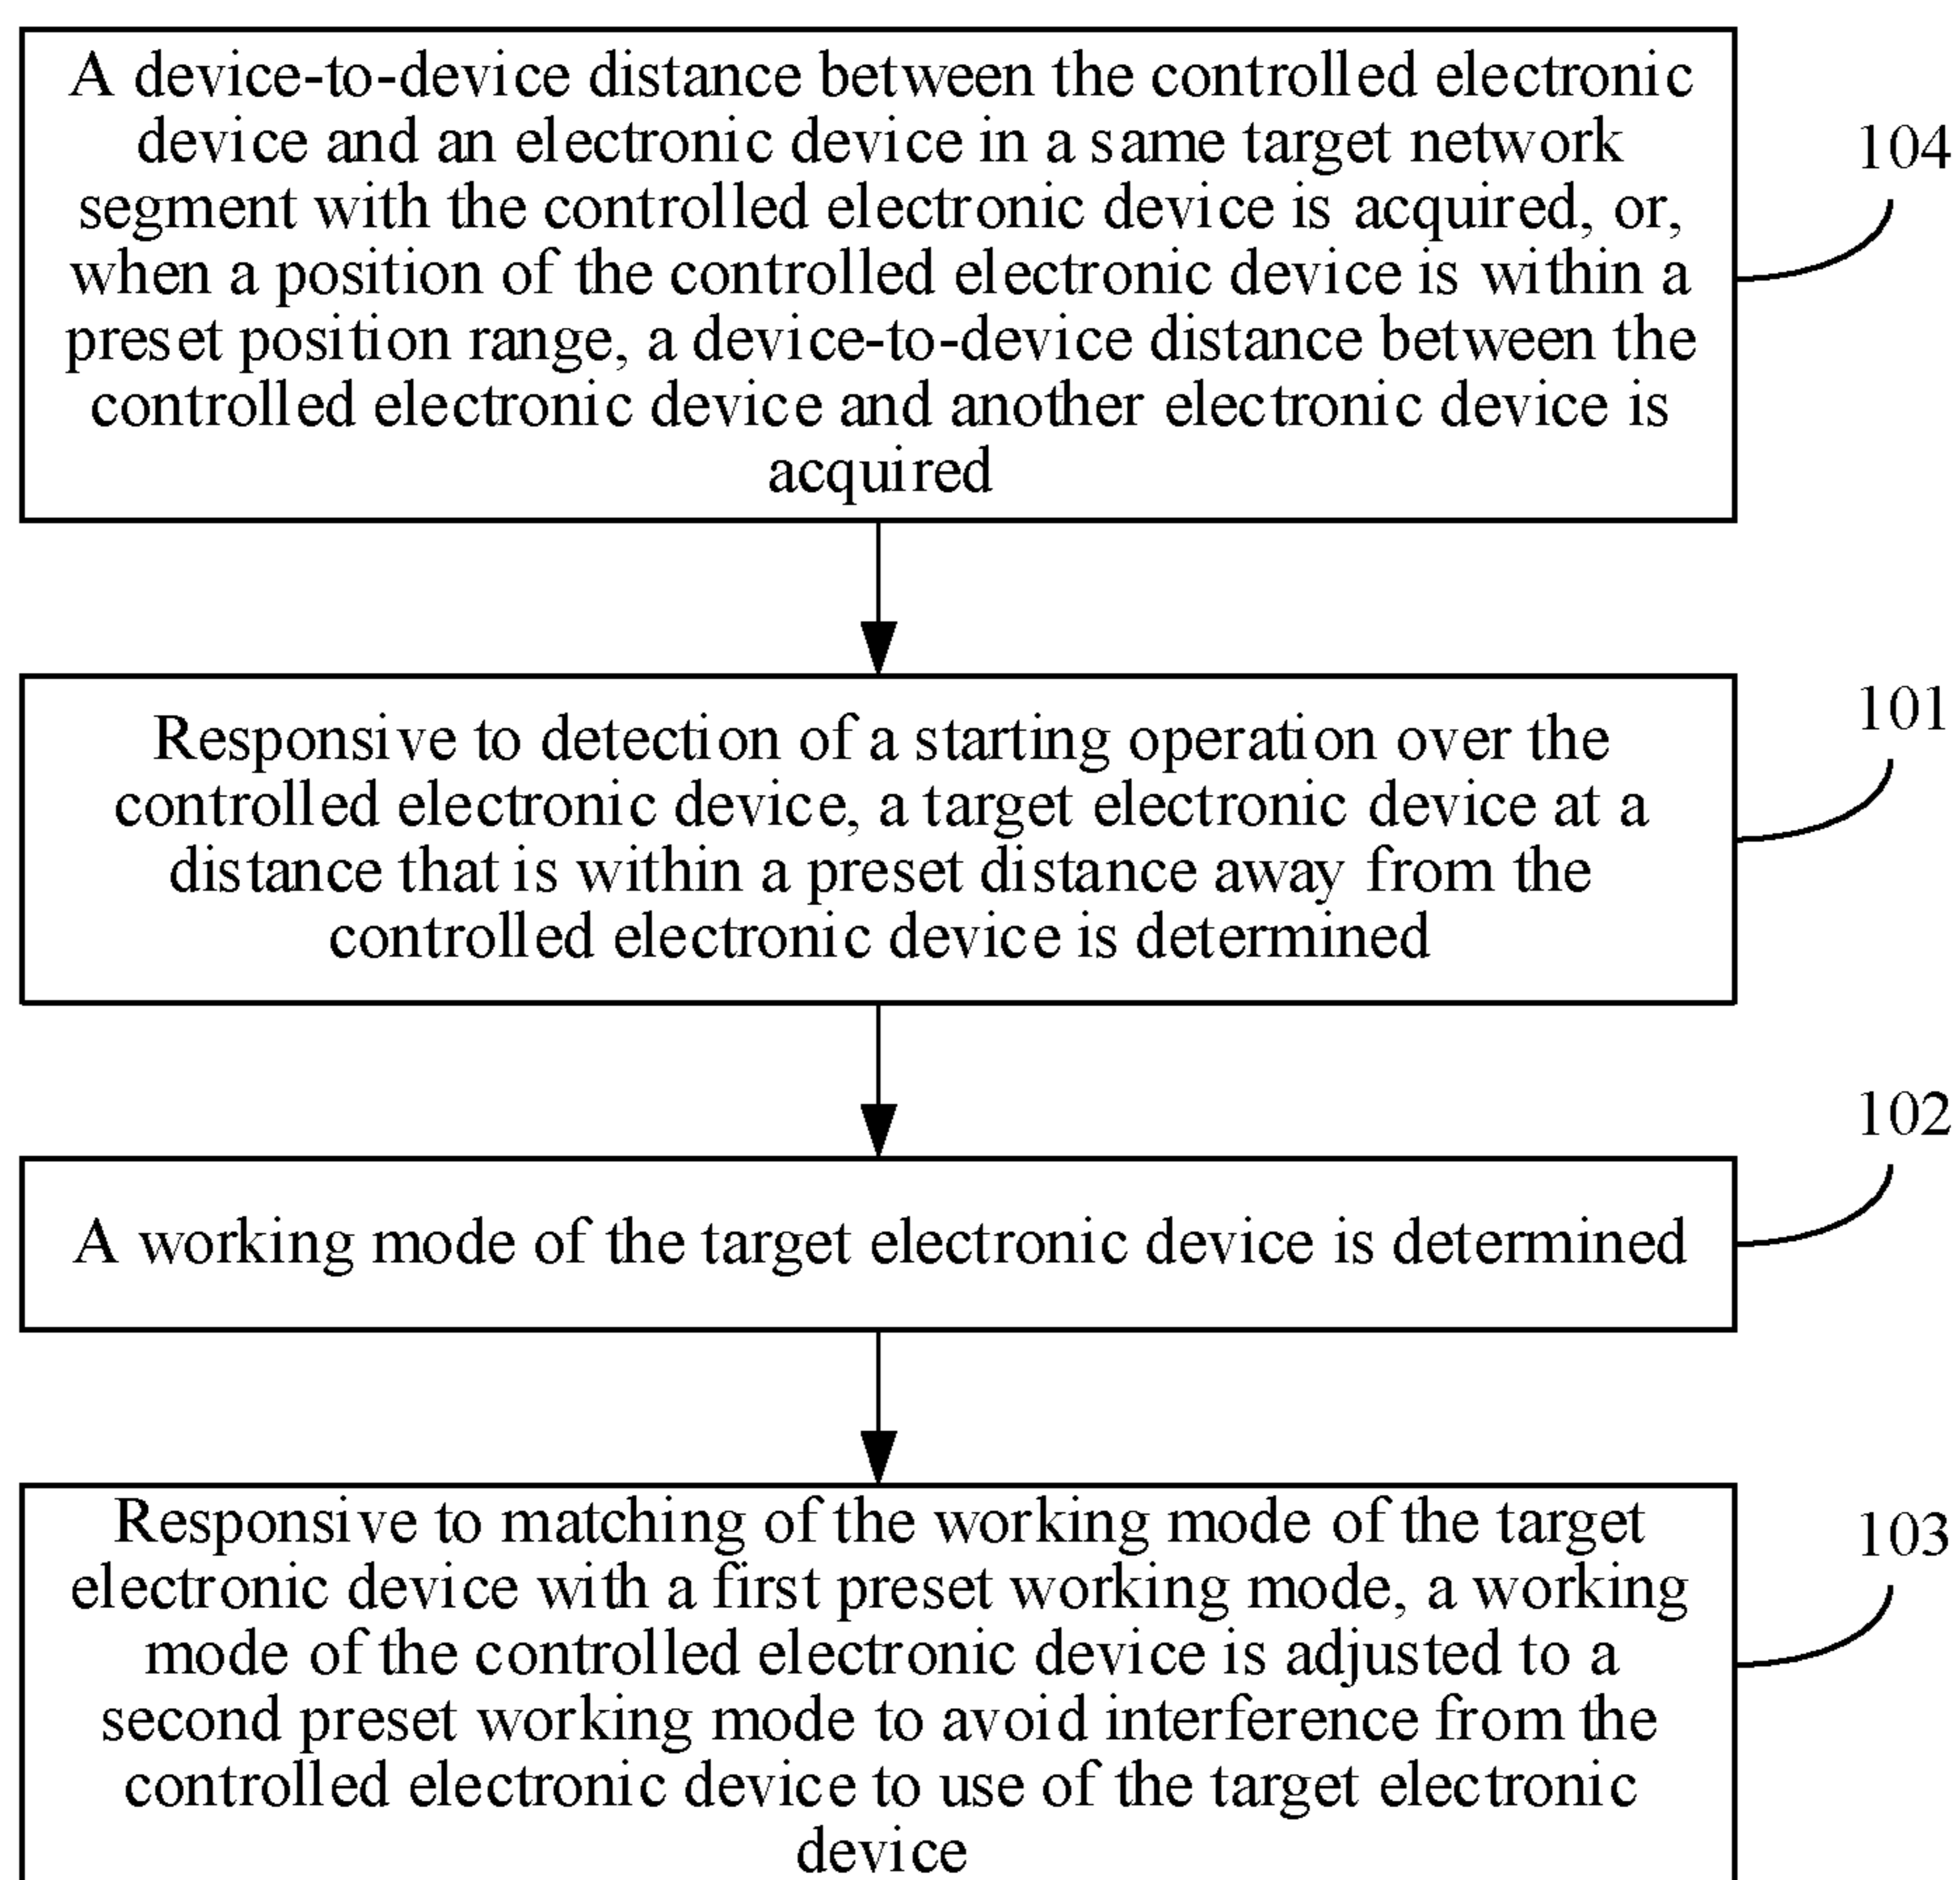 A device-to-device distance between the controlled electronic
device and an electronic device in a same target network
segment with the controlled electronic device is acquired, or,
when a position of the controlled electronic device is within a
preset position range, a device-to-device distance between the
controlled electronic device and another electronic device is
acquired
104
Responsive to detection of a starting operation over the
controlled electronic device, a target electronic device at a
distance that is within a preset distance away from the
controlled electronic device is determined
101
A working mode of the target electronic device is determined
102
Responsive to matching of the working mode of the target
electronic device with a first preset working mode, a working
mode of the controlled electronic device is adjusted to a
second preset working mode to avoid interference from the
controlled electronic device to use of the target electronic
device
103